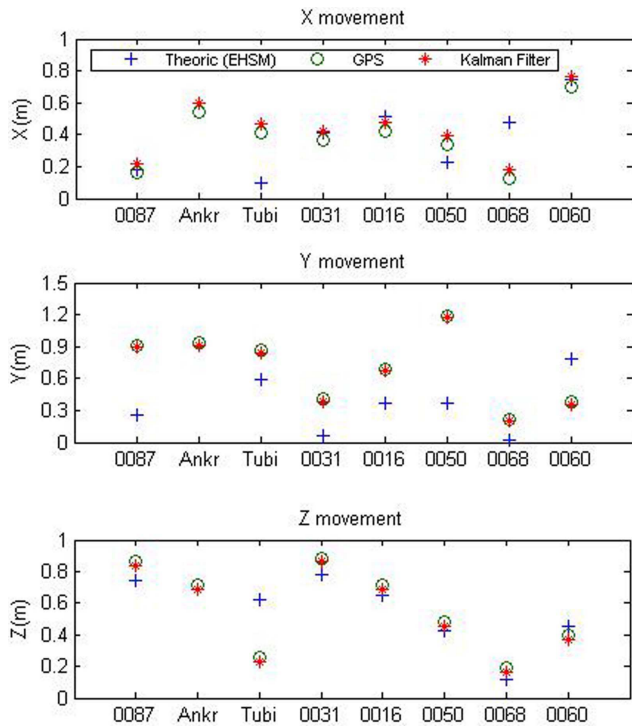 X movement
1
0.8
0.6
0.4
0.2
0
X(m)
Theoric (EHSM) GPS Kalman Filter
0087 Ankr Tubi 0031 0016 0050 0068 0060
Y movement
1.5
1.2
0.9
0.6
0.3
0
Y(m)
0087 Ankr Tubi 0031 0016 0050 0068 0060
Z movement
1
0.8
0.6
0.4
0.2
0
Z(m)
0087 Ankr Tubi 0031 0016 0050 0068 0060